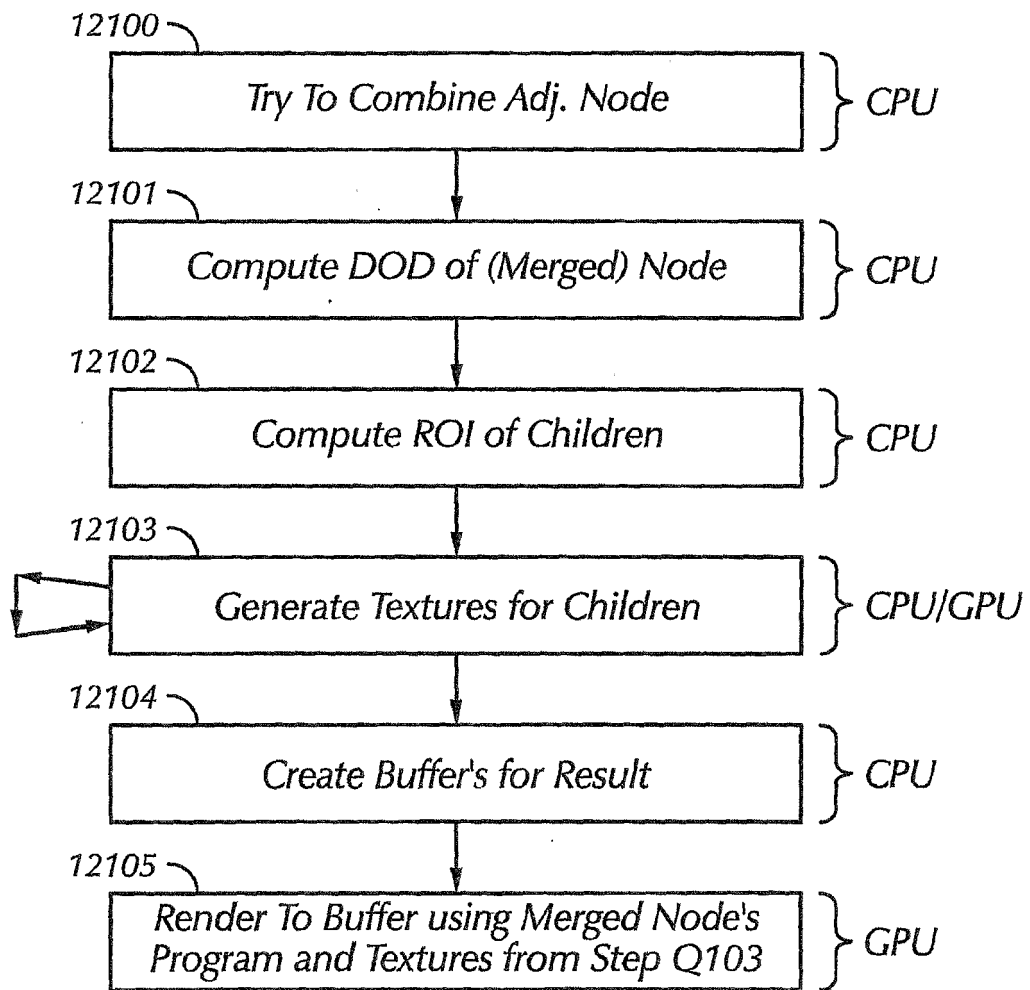 12100
Try To Combine Adj. Node
CPU
12101
Compute DOD of (Merged) Node
CPU
12102
Compute ROI of Children
CPU
12103
Generate Textures for Children
CPU/GPU
12104
Create Buffer's for Result
CPU
12105
Render To Buffer using Merged Node's
Program and Textures from Step Q103
GPU